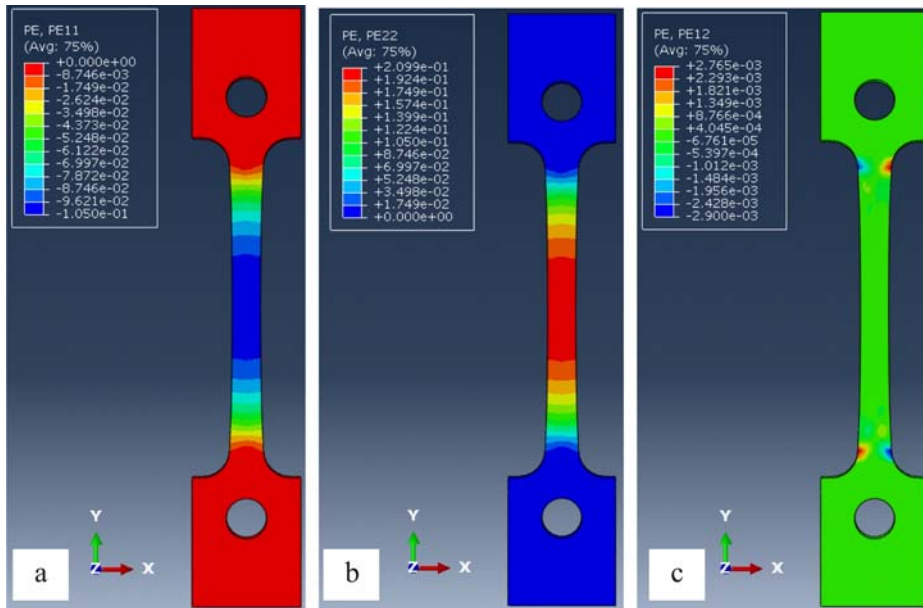 PE, PE11
(Avg: 75%)
+0.000e+00
-8.746e-03
-1.749e-02
-2.624e-02
-3.498e-02
-4.373e-02
-5.248e-02
-6.122e-02
-6.997e-02
-7.872e-02
-8.746e-02
-9.621e-02
-1.050e-01
Y
Z
X
a
PE, PE22
(Avg: 75%)
+2.099e-01
+1.924e-01
+1.749e-01
+1.574e-01
+1.399e-01
+1.224e-01
+1.050e-01
+8.746e-02
+6.997e-02
+5.248e-02
+3.498e-02
+1.749e-02
+0.000e+00
Y
Z
X
b
PE, PE12
(Avg: 75%)
+2.765e-03
+2.293e-03
+1.821e-03
+1.349e-03
+8.766e-04
+4.045e-04
-6.761e-05
-5.397e-04
-1.012e-03
-1.484e-03
-1.956e-03
-2.428e-03
-2.900e-03
Y
Z
X
c